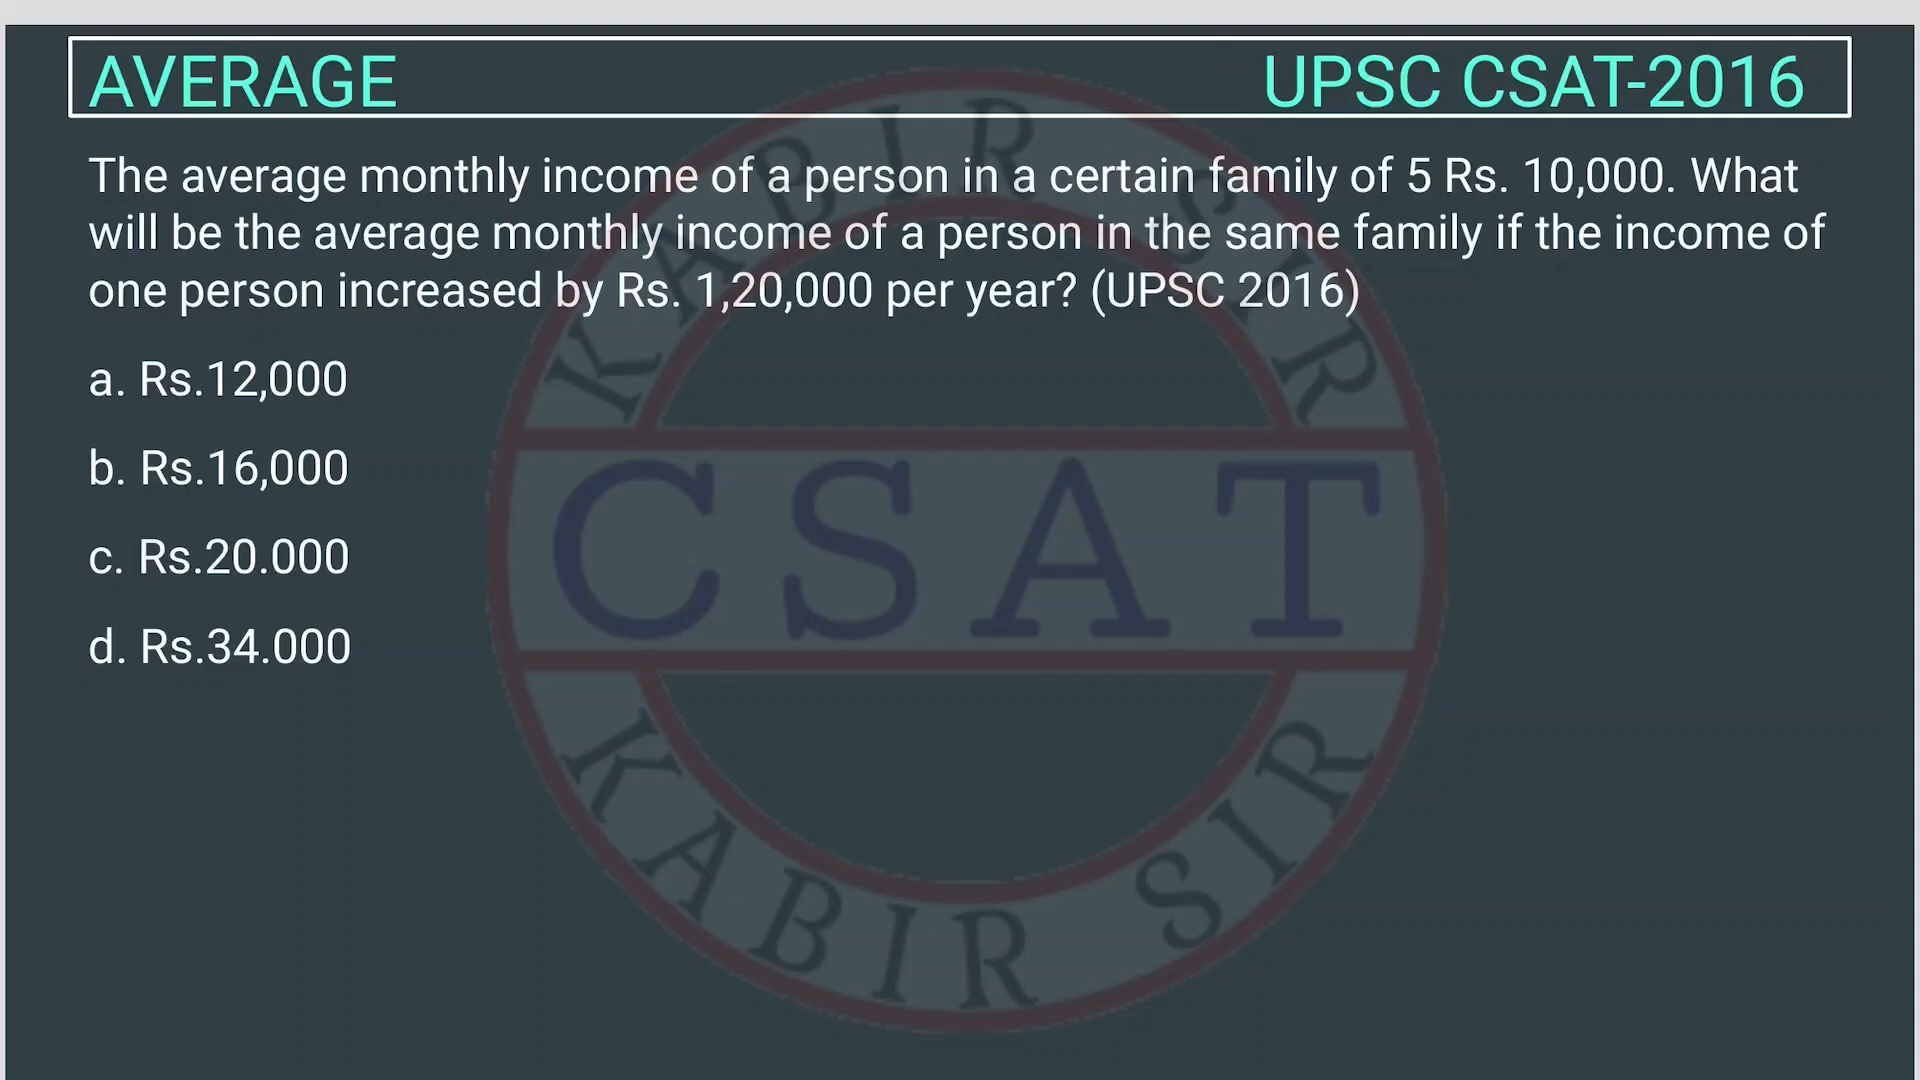 AVERAGE UPSC CSAT-2016
The average monthly income of a person in a certain family of 5 Rs. 10,000. What
will be the average monthly income of a person in the same family if the income of
one person increased by Rs. 1,20,000 per year? (UPSC 2016)
a. Rs.12,000
b. Rs.16,000
c. Rs.20.000
d. Rs.34.000
KABIR SIR
CSAT
KABIR SIR